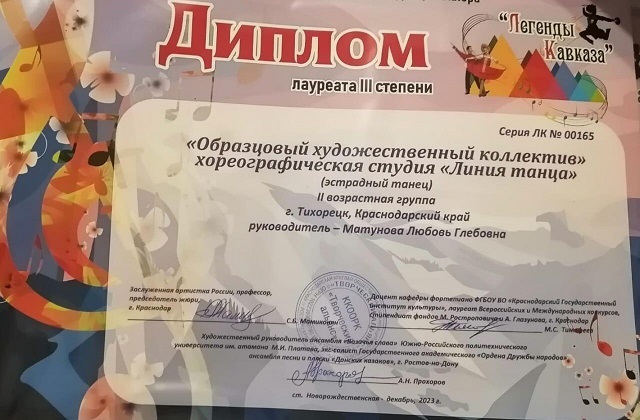 Диплом
лауреата III степени
"Легенды
Кавказа"
Серия ЛК № 00165
«Образцовый художественный коллектив»
хореографическая студия «Линия танца»
(эстрадный танец)
II возрастная группа
г. Тихорецк, Краснодарский край
руководитель – Матунова Любовь Глебовна
Заслуженная артистка России, профессор,
председатель жюри,
г. Краснодар
С.Б. Мамикон
Доцент кафедры фортепиано ФГБОУ ВО «Краснодарский Государственный
институт культуры», лауреат Всероссийских и Международных конкурсов,
Стипендиат фондов М. Ростроповича А. Глазунова, г. Краснодар
М.С. Тимофеев
Художественный руководитель ансамбля «Казачья слава» Южно-Российского политехнического
университета им. атамана М.И. Платова, экс-солист Государственного академического «Ордена Дружбы народов»
ансамбля песни и пляски «Донских казаков», г. Ростов-на-Дону
А.Н. Прохоров
ст. Новорождественская - декабрь, 2023 г.